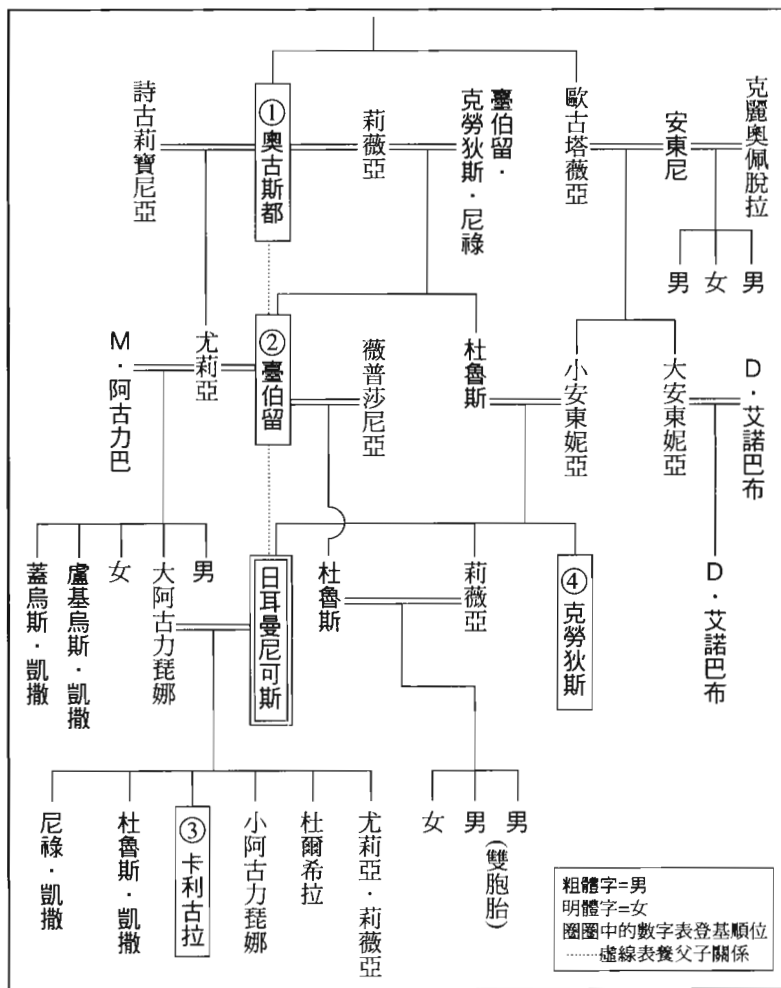 詩古莉寶尼亞
①奧古斯都
莉薇亞
臺伯留·
克勞狄斯·尼祿
歐古塔薇亞
安東尼
克麗奧佩脫拉
男
女
男
M·阿古力巴
尤莉亞
②臺伯留
薇普莎尼亞
杜魯斯
小安東妮亞
大安東妮亞
D·艾諾巴布
蓋烏斯·凱撒
盧基烏斯·凱撒
女
大阿古力琵娜
男
日耳曼尼可斯
杜魯斯
莉薇亞
④克勞狄斯
D·艾諾巴布
尼祿·凱撒
杜魯斯·凱撒
③卡利古拉
小阿古力琵娜
杜爾希拉
尤莉亞·莉薇亞
女
男
男
(雙胞胎)
粗體字=男
明體字=女
圈圈中的數字表登基順位
┄┄虛線表養父子關係